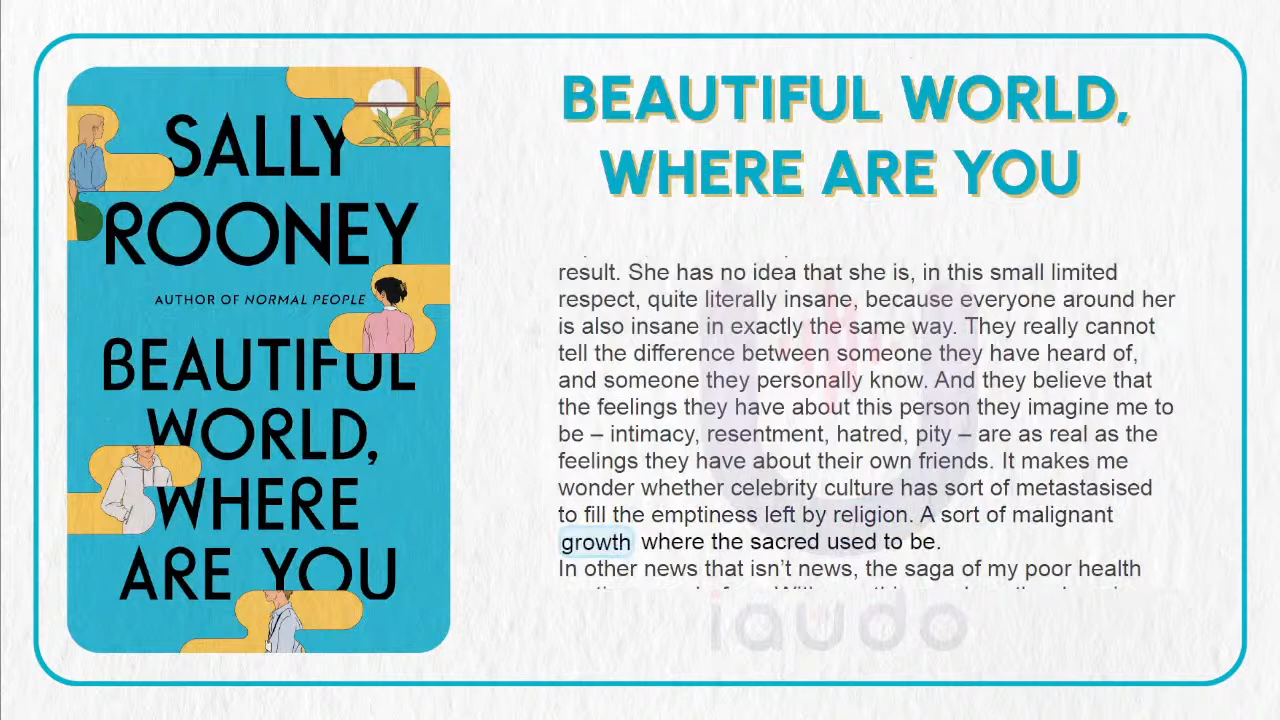 SALLY
ROONEY
AUTHOR OF NORMAL PEOPLE
BEAUTIFUL
WORLD,
WHERE
ARE YOU
BEAUTIFUL WORLD,
WHERE ARE YOU
result. She has no idea that she is, in this small limited
respect, quite literally insane, because everyone around her
is also insane in exactly the same way. They really cannot
tell the difference between someone they have heard of,
and someone they personally know. And they believe that
the feelings they have about this person they imagine me to
be – intimacy, resentment, hatred, pity – are as real as the
feelings they have about their own friends. It makes me
wonder whether celebrity culture has sort of metastasised
to fill the emptiness left by religion. A sort of malignant
growth where the sacred used to be.
In other news that isn’t news, the saga of my poor health
iaudo